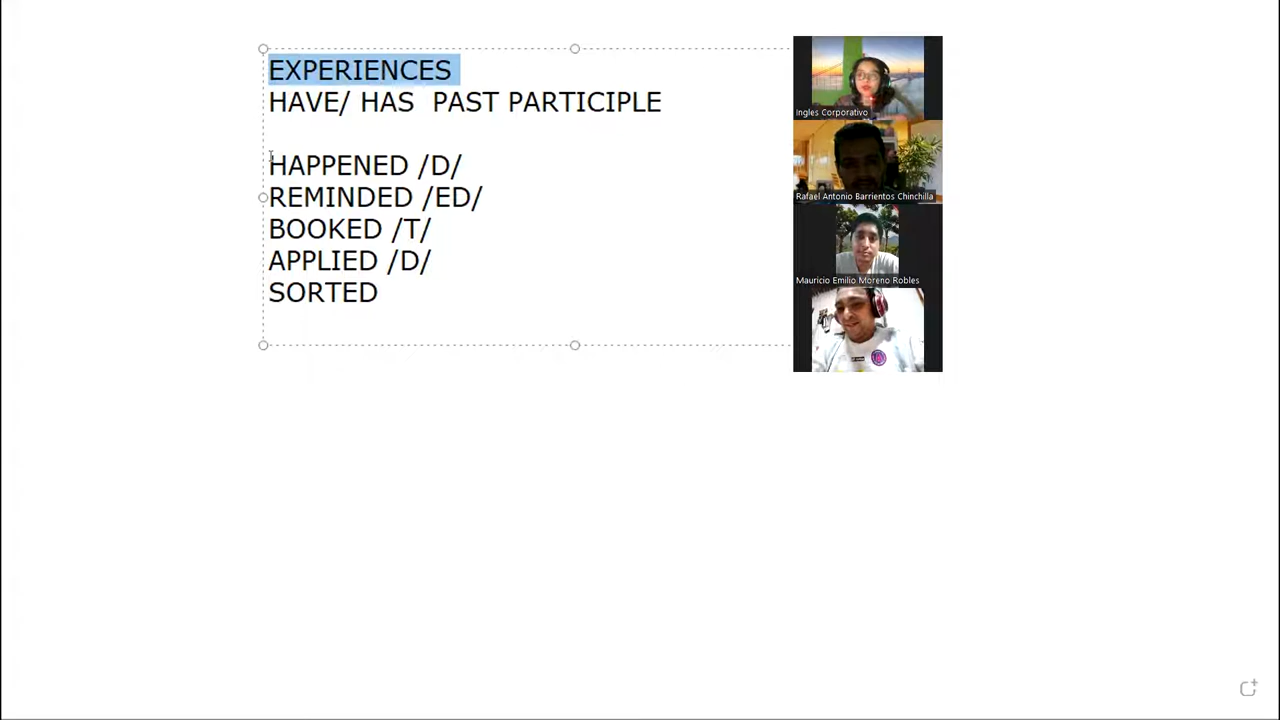 EXPERIENCES
HAVE/ HAS PAST PARTICIPLE
HAPPENED /D/
REMINDED /ED/
BOOKED /T/
APPLIED /D/
SORTED
Ingles Corporativo
Rafael Antonio Barrientos Chinchilla
Mauricio Emilio Moreno Robles